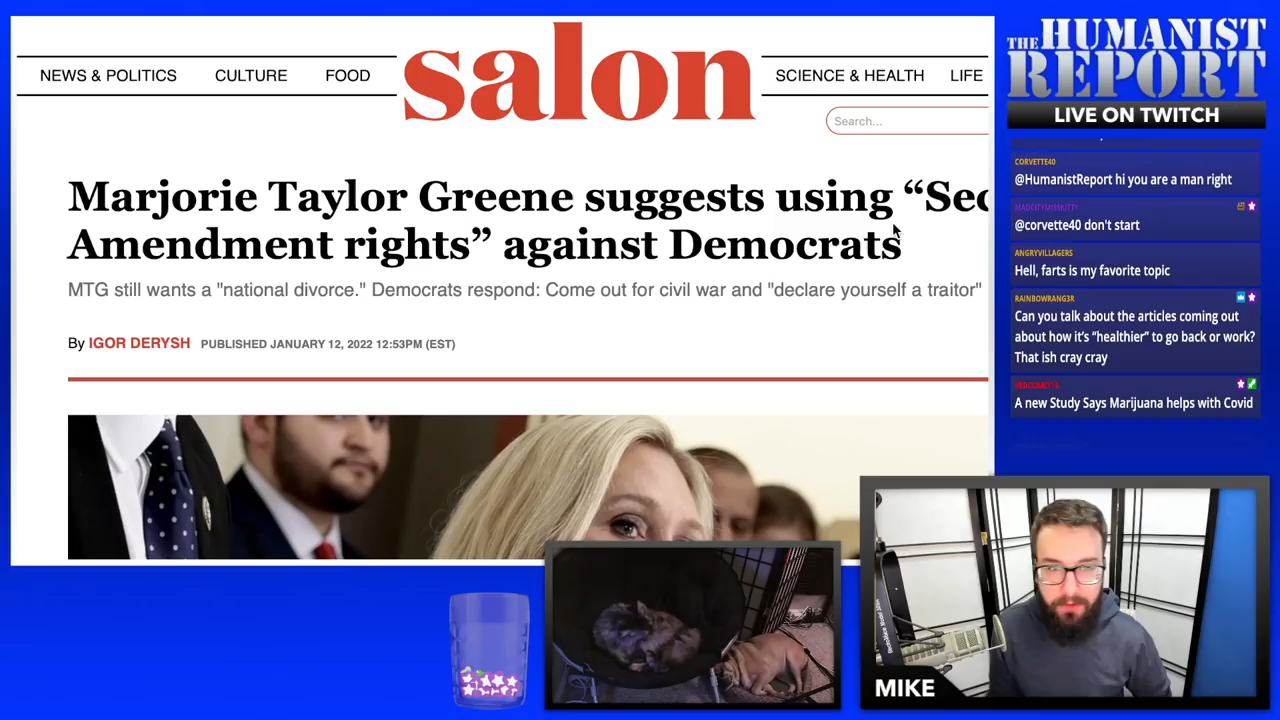 NEWS & POLITICS
CULTURE
FOOD
salon
SCIENCE & HEALTH
LIFE
Search...
Marjorie Taylor Greene suggests using “Sec
Amendment rights” against Democrats
MTG still wants a "national divorce." Democrats respond: Come out for civil war and "declare yourself a traitor"
By IGOR DERYSH PUBLISHED JANUARY 12, 2022 12:53PM (EST)
THE HUMANIST
REPORT
LIVE ON TWITCH
CORVETTE40
@HumanistReport hi you are a man right
@corvette40 don't start
ANGRYVILLAGERS
Hell, farts is my favorite topic
RAINBOWRANG3R
Can you talk about the articles coming out
about how it’s “healthier” to go back or work?
That ish cray cray
A new Study Says Marijuana helps with Covid
MIKE